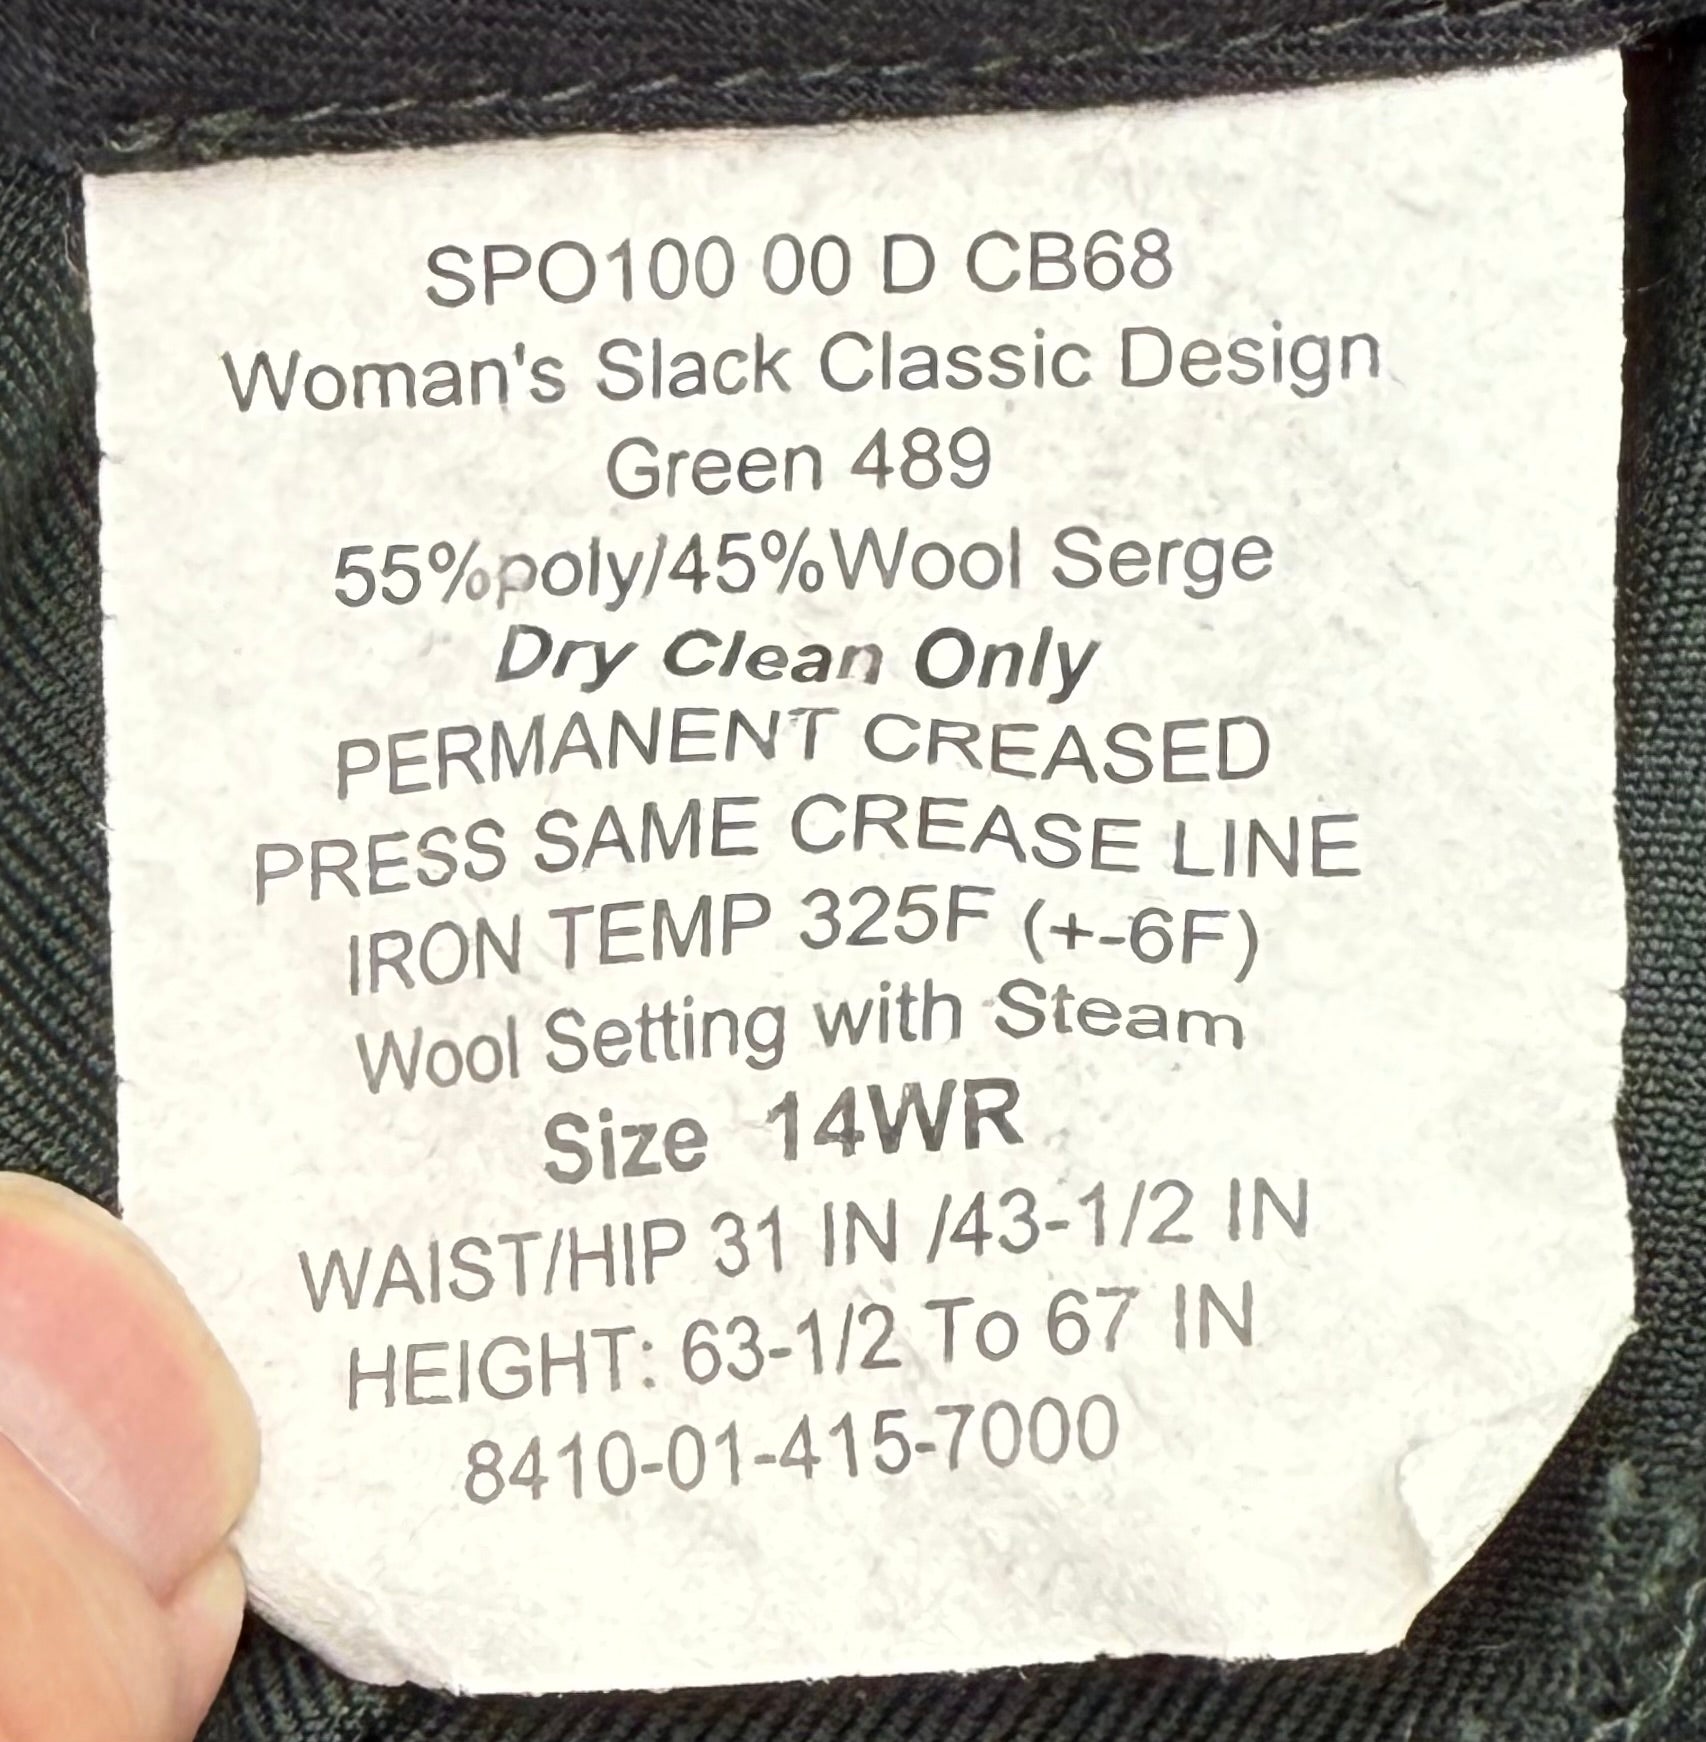 SPO100 00 D CB68
Woman's Slack Classic Design
Green 489
55%poly/45%Wool Serge
Dry Clean Only
PERMANENT CREASED
PRESS SAME CREASE LINE
IRON TEMP 325F (+-6F)
Wool Setting with Steam
Size 14WR
WAIST/HIP 31 IN /43-1/2 IN
HEIGHT: 63-1/2 To 67 IN
8410-01-415-7000